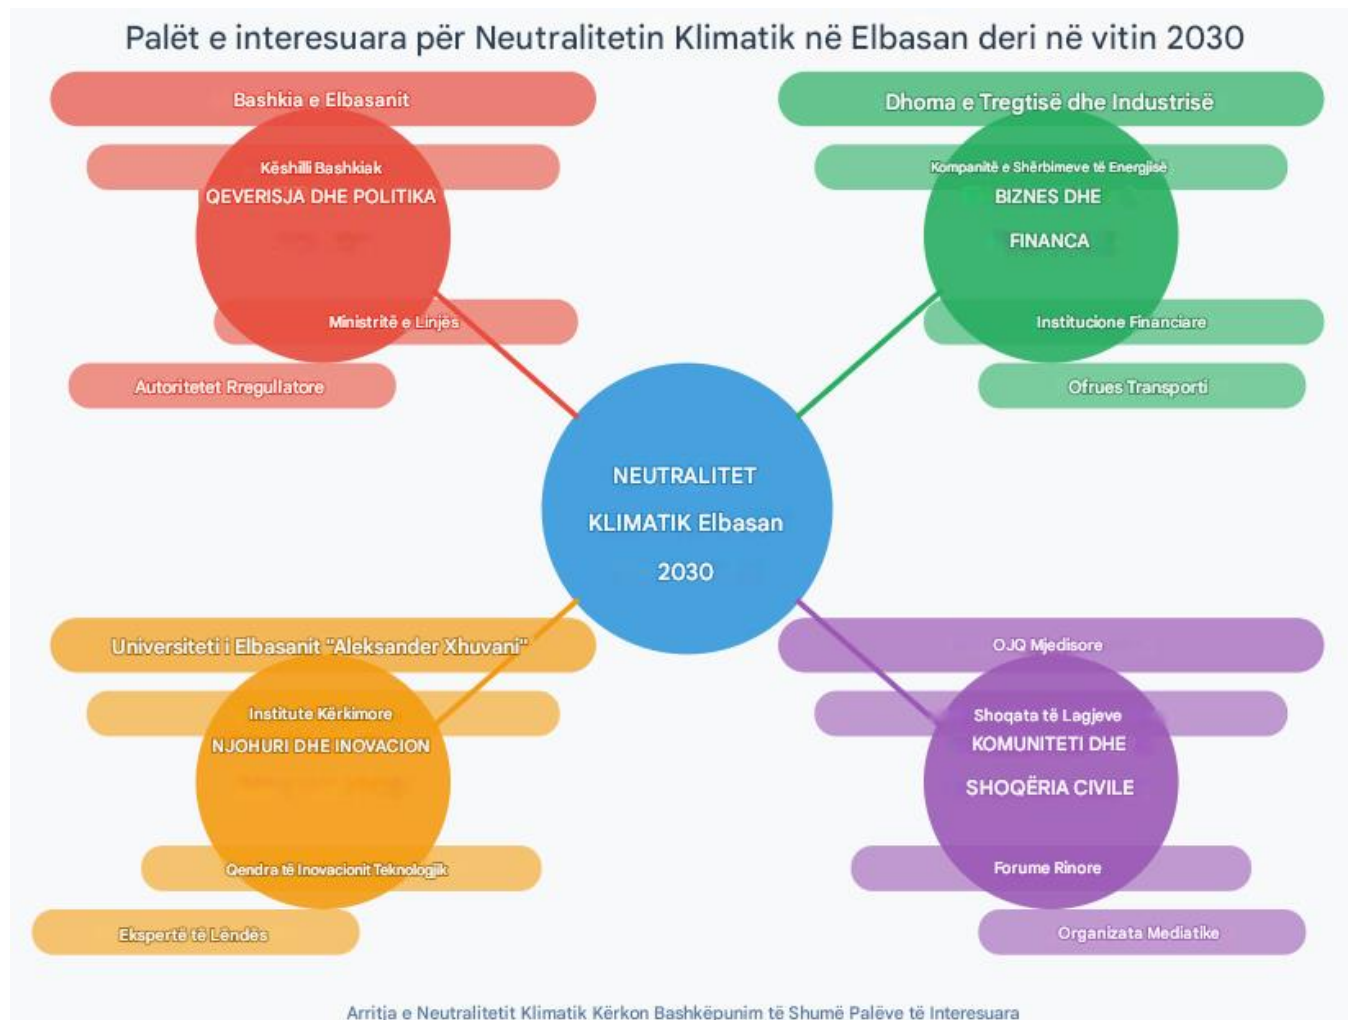 Palët e interesuara për Neutralitetin Klimatik në Elbasan deri në vitin 2030
Bashkia e Elbasanit
Këshilli Bashkiak
QEVERISJA DHE POLITIKA
Ministritë e Linjës
Autoritetet Rregullatore
Dhoma e Tregtisë dhe Industrisë
Kompanitë e Shërbimeve të Energjisë
BIZNES DHE
FINANCA
Institucione Financiare
Ofrues Transporti
NEUTRALITET
KLIMATIK Elbasan
2030
Universiteti i Elbasanit "Aleksander Xhuvani"
Institute Kërkimore
NJOHURI DHE INOVACION
Qendra të Inovacionit Teknologjik
Ekspertë të Lëndës
OJQ Mjedisore
Shoqata të Lagjeve
KOMUNITETI DHE
SHOQËRIA CIVILE
Forume Rinore
Organizata Mediatike
Arritja e Neutralitetit Klimatik Kërkon Bashkëpunim të Shumë Palëve të Interesuara